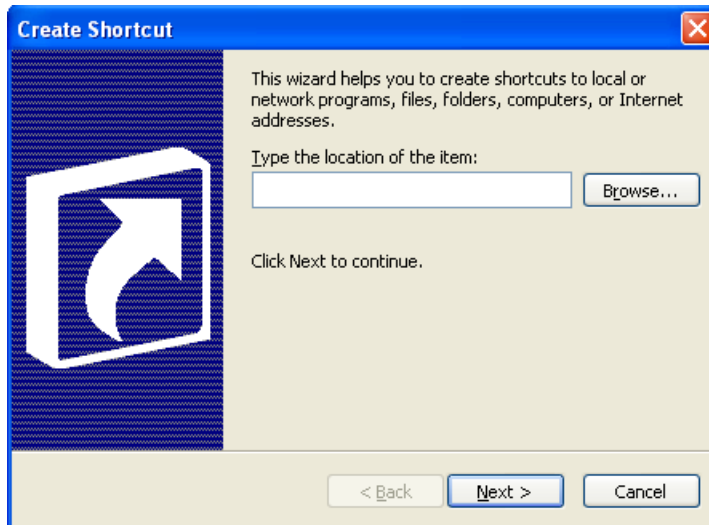 Create Shortcut
This wizard helps you to create shortcuts to local or
network programs, files, folders, computers, or Internet
addresses.
Type the location of the item:
Browse...
Click Next to continue.
< Back
Next >
Cancel